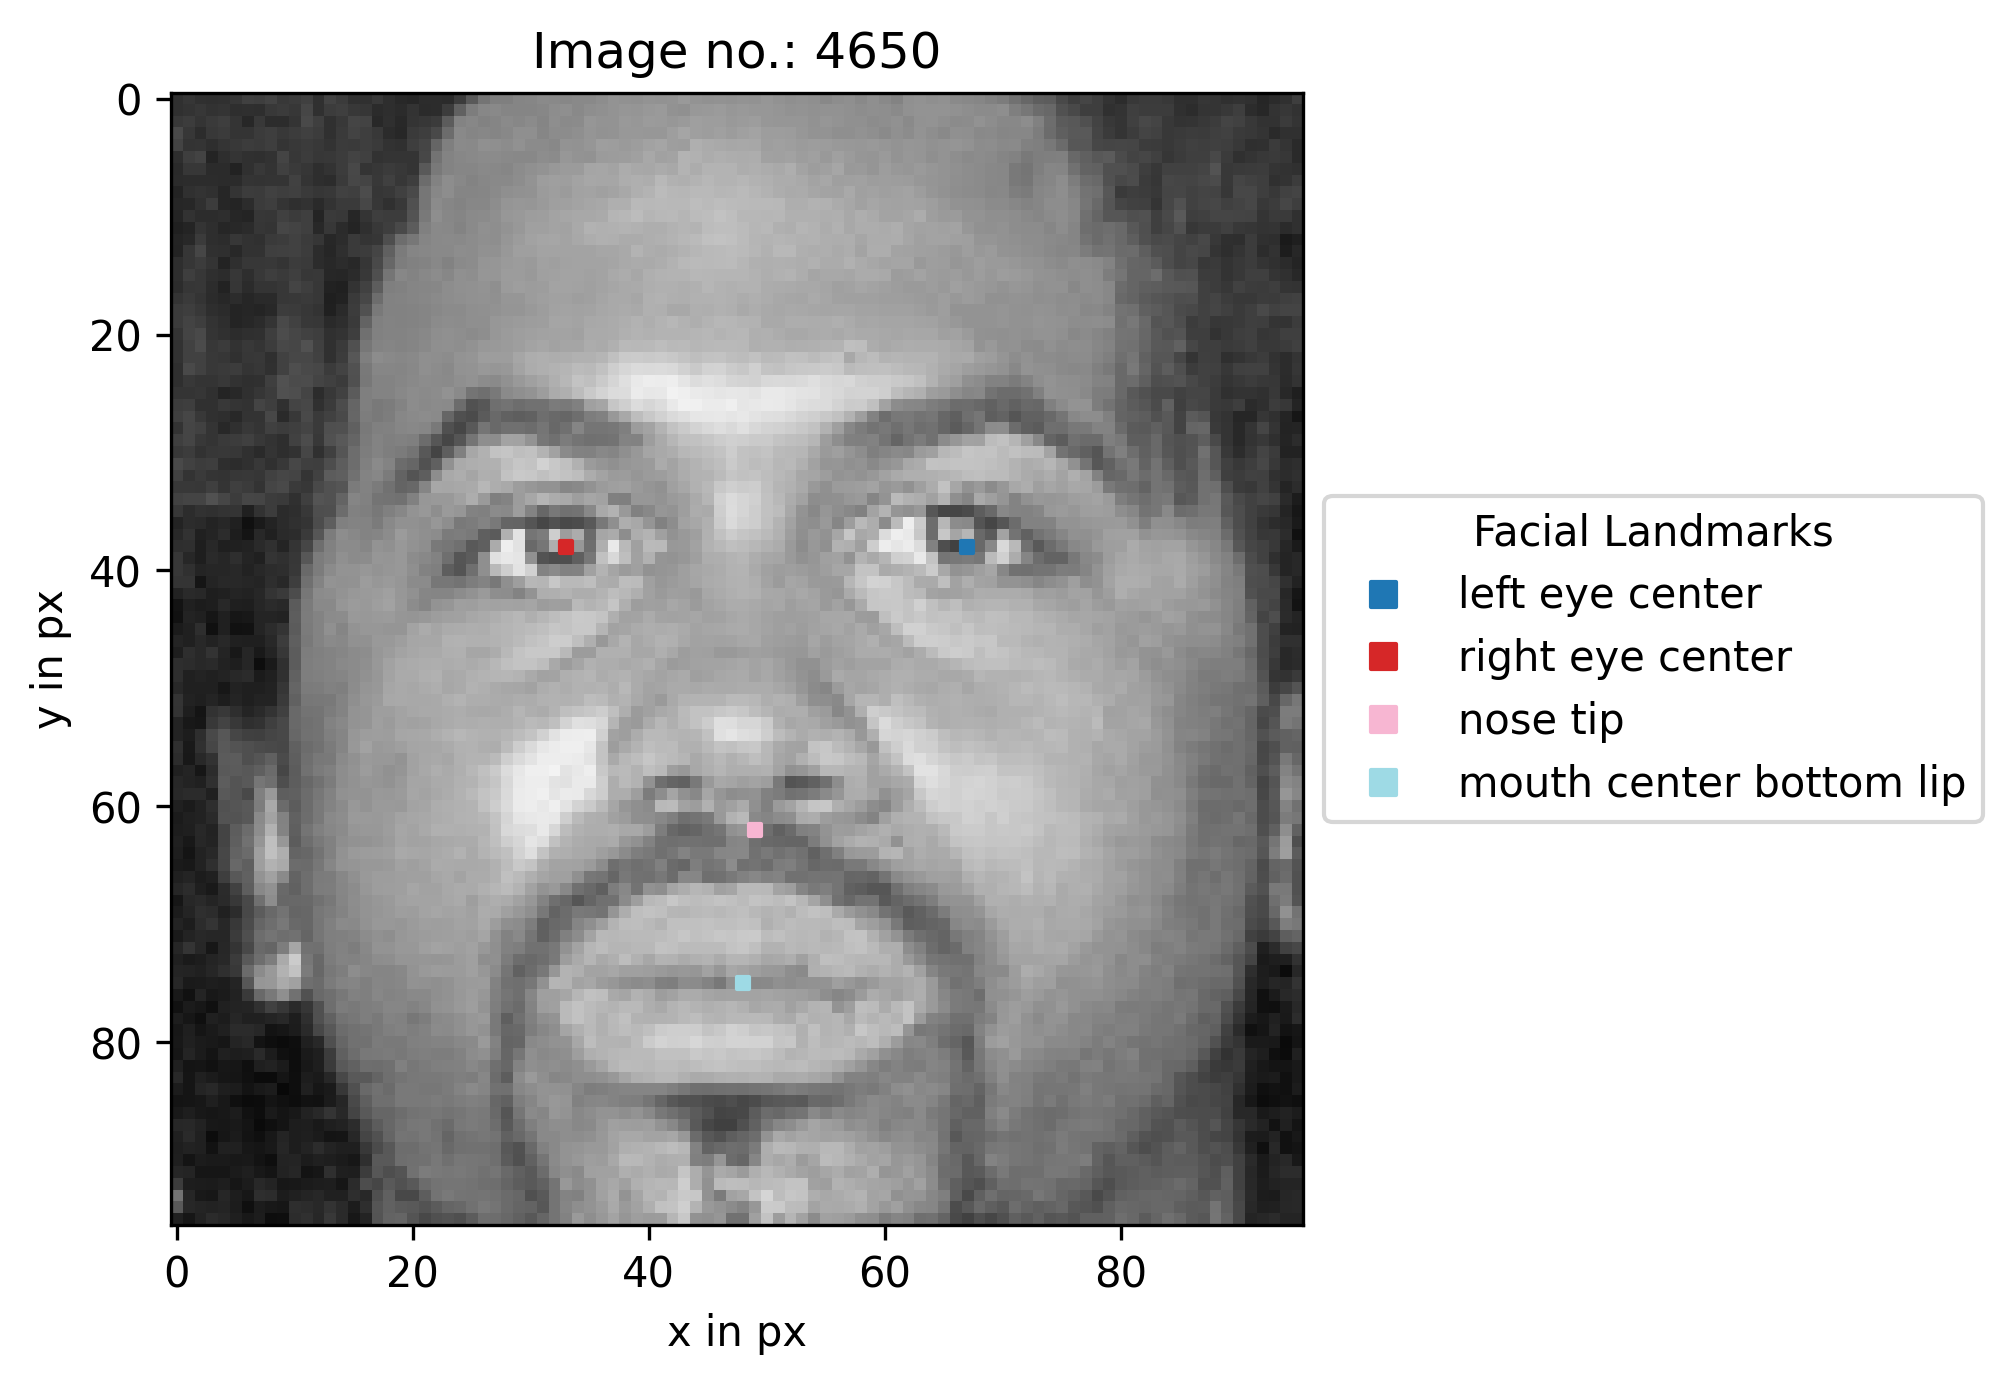 Image no.: 4650
0
20
40
60
80
y in px
0 20 40 60 80
x in px
Facial Landmarks
left eye center
right eye center
nose tip
mouth center bottom lip